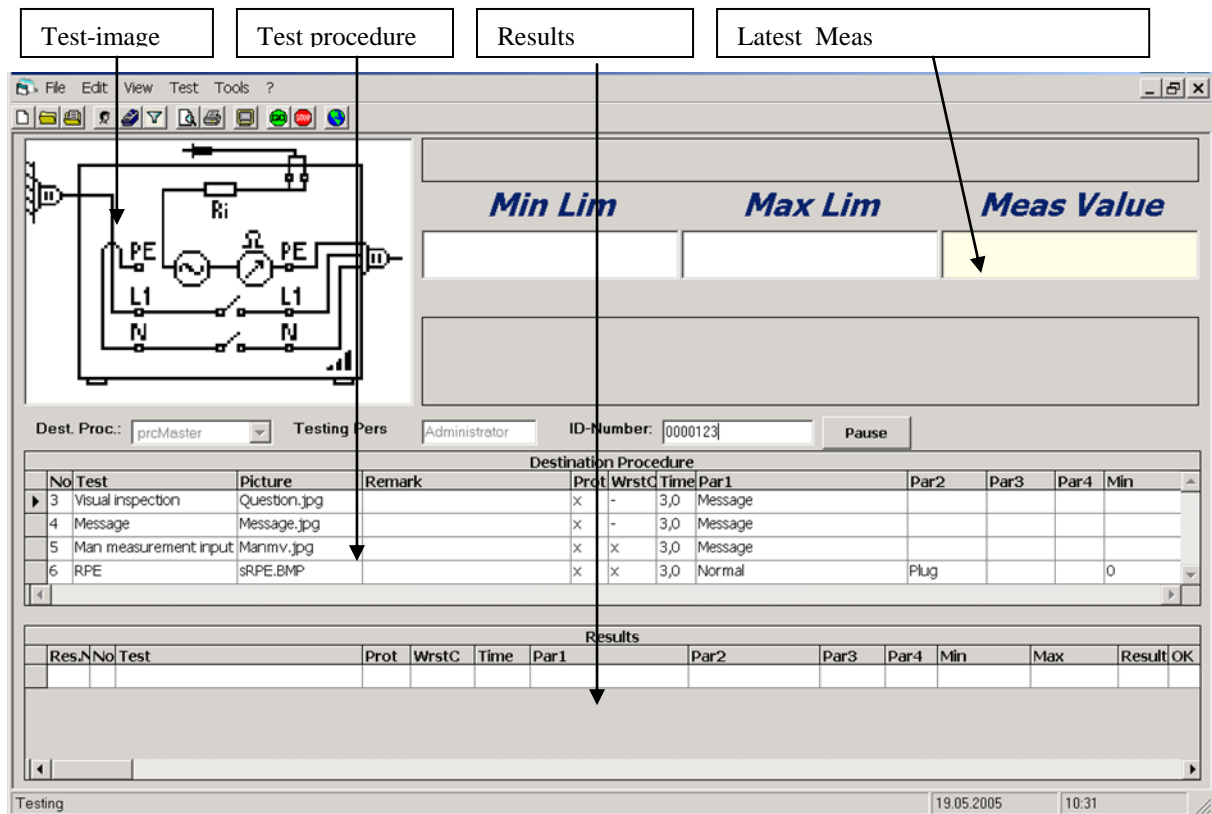 Test-image Test procedure Results Latest Meas
File Edit View Test Tools ?
Ri
Min Lim Max Lim Meas Value
PE Ω PE
L1 L1
N N
Dest. Proc.: prcMaster Testing Pers Administrator ID-Number: 0000123 Pause
Destination Procedure
No Test Picture Remark Prot WrstC Time Par1 Par2 Par3 Par4 Min
3 Visual inspection Question.jpg x - 3,0 Message
4 Message Message.jpg x - 3,0 Message
5 Man measurement input Manmv.jpg x x 3,0 Message
6 RPE sRPE.BMP x x 3,0 Normal Plug 0
Results
Res.N No Test Prot WrstC Time Par1 Par2 Par3 Par4 Min Max Result OK
Testing 19.05.2005 10:31